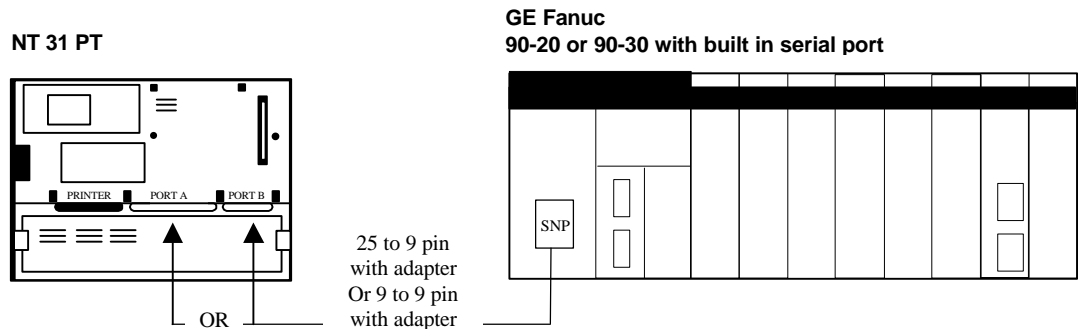 NT 31 PT
GE Fanuc
90-20 or 90-30 with built in serial port
PRINTER
PORT A
PORT B
SNP
25 to 9 pin
with adapter
Or 9 to 9 pin
with adapter
OR